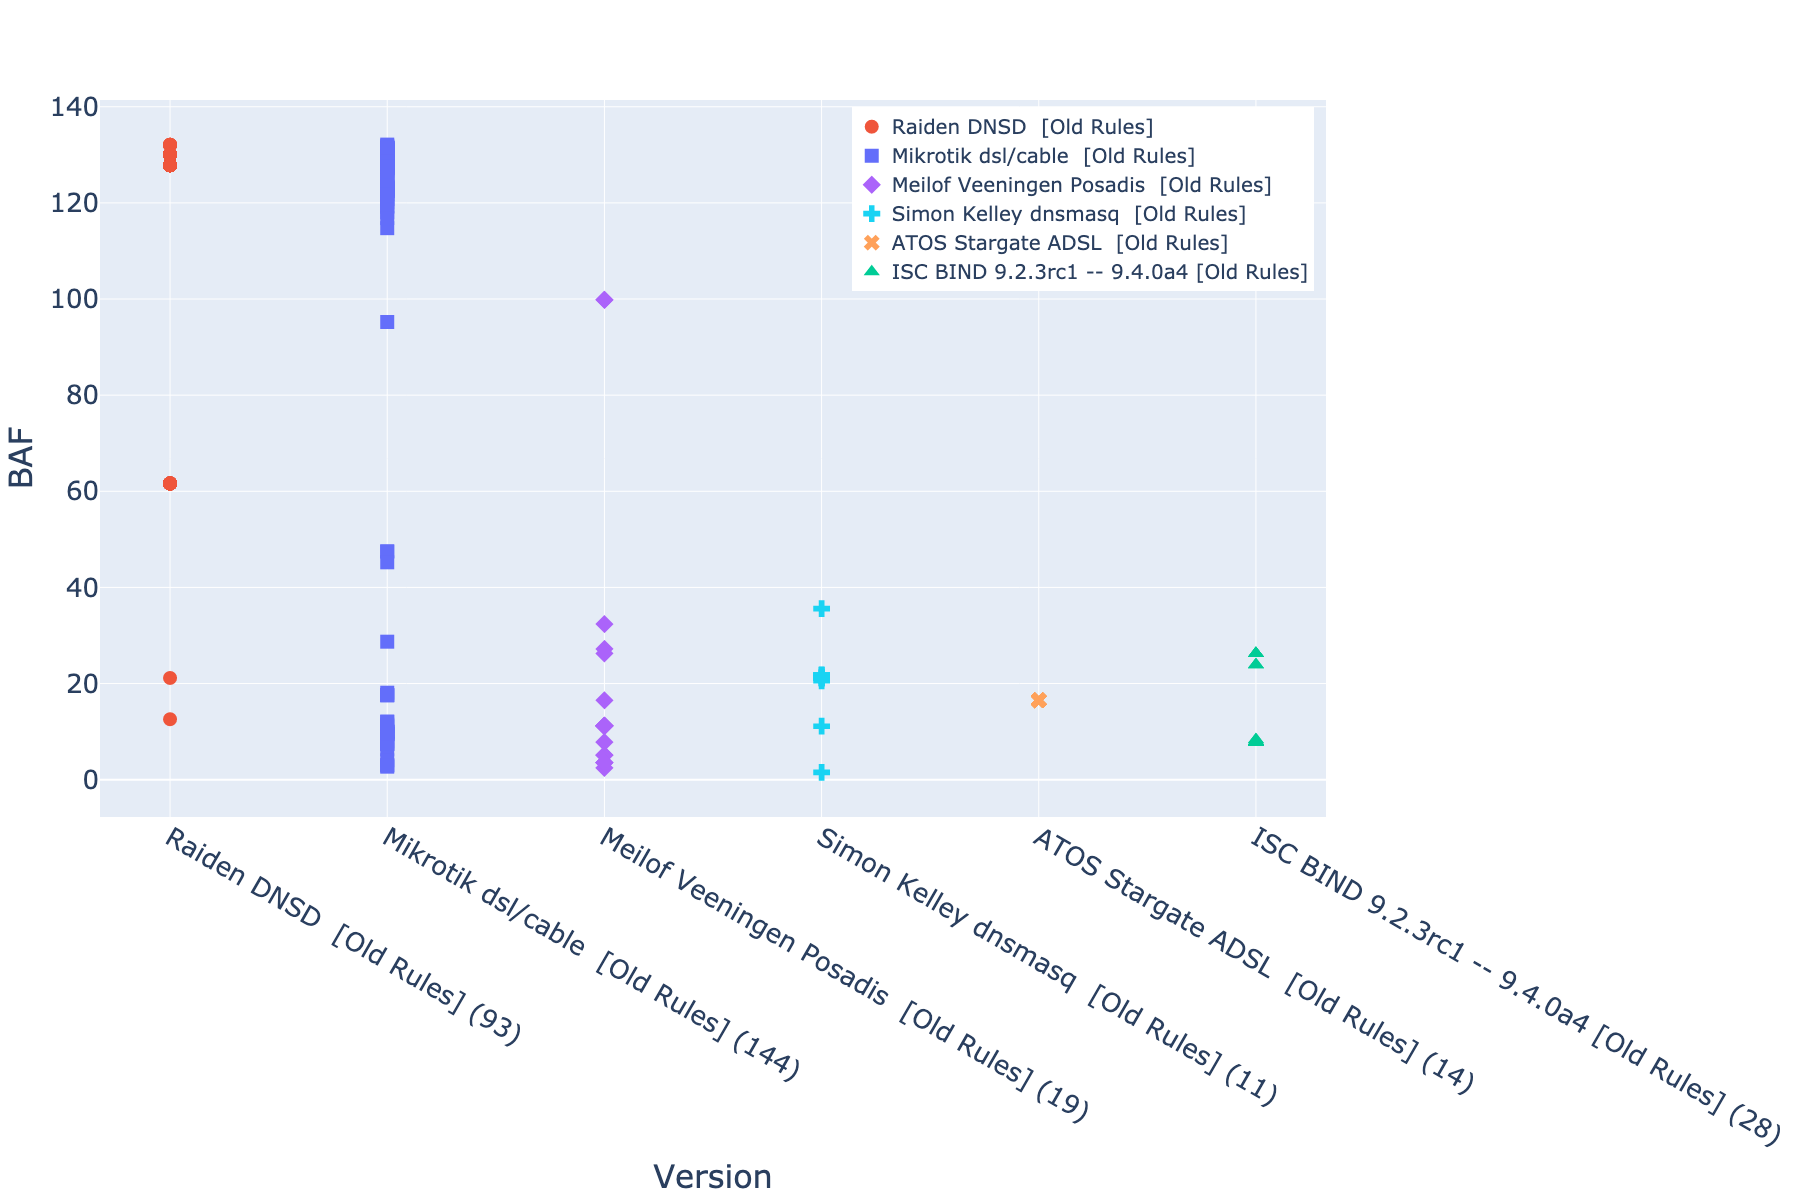 140
120
100
80
60
40
20
0
BAF
Raiden DNSD  [Old Rules]
Mikrotik dsl/cable  [Old Rules]
Meilof Veeningen Posadis  [Old Rules]
Simon Kelley dnsmasq  [Old Rules]
ATOS Stargate ADSL  [Old Rules]
ISC BIND 9.2.3rc1 -- 9.4.0a4 [Old Rules]
Raiden DNSD  [Old Rules] (93)
Mikrotik dsl/cable  [Old Rules] (144)
Meilof Veeningen Posadis  [Old Rules] (19)
Simon Kelley dnsmasq  [Old Rules] (11)
ATOS Stargate ADSL  [Old Rules] (14)
ISC BIND 9.2.3rc1 -- 9.4.0a4 [Old Rules] (28)
Version